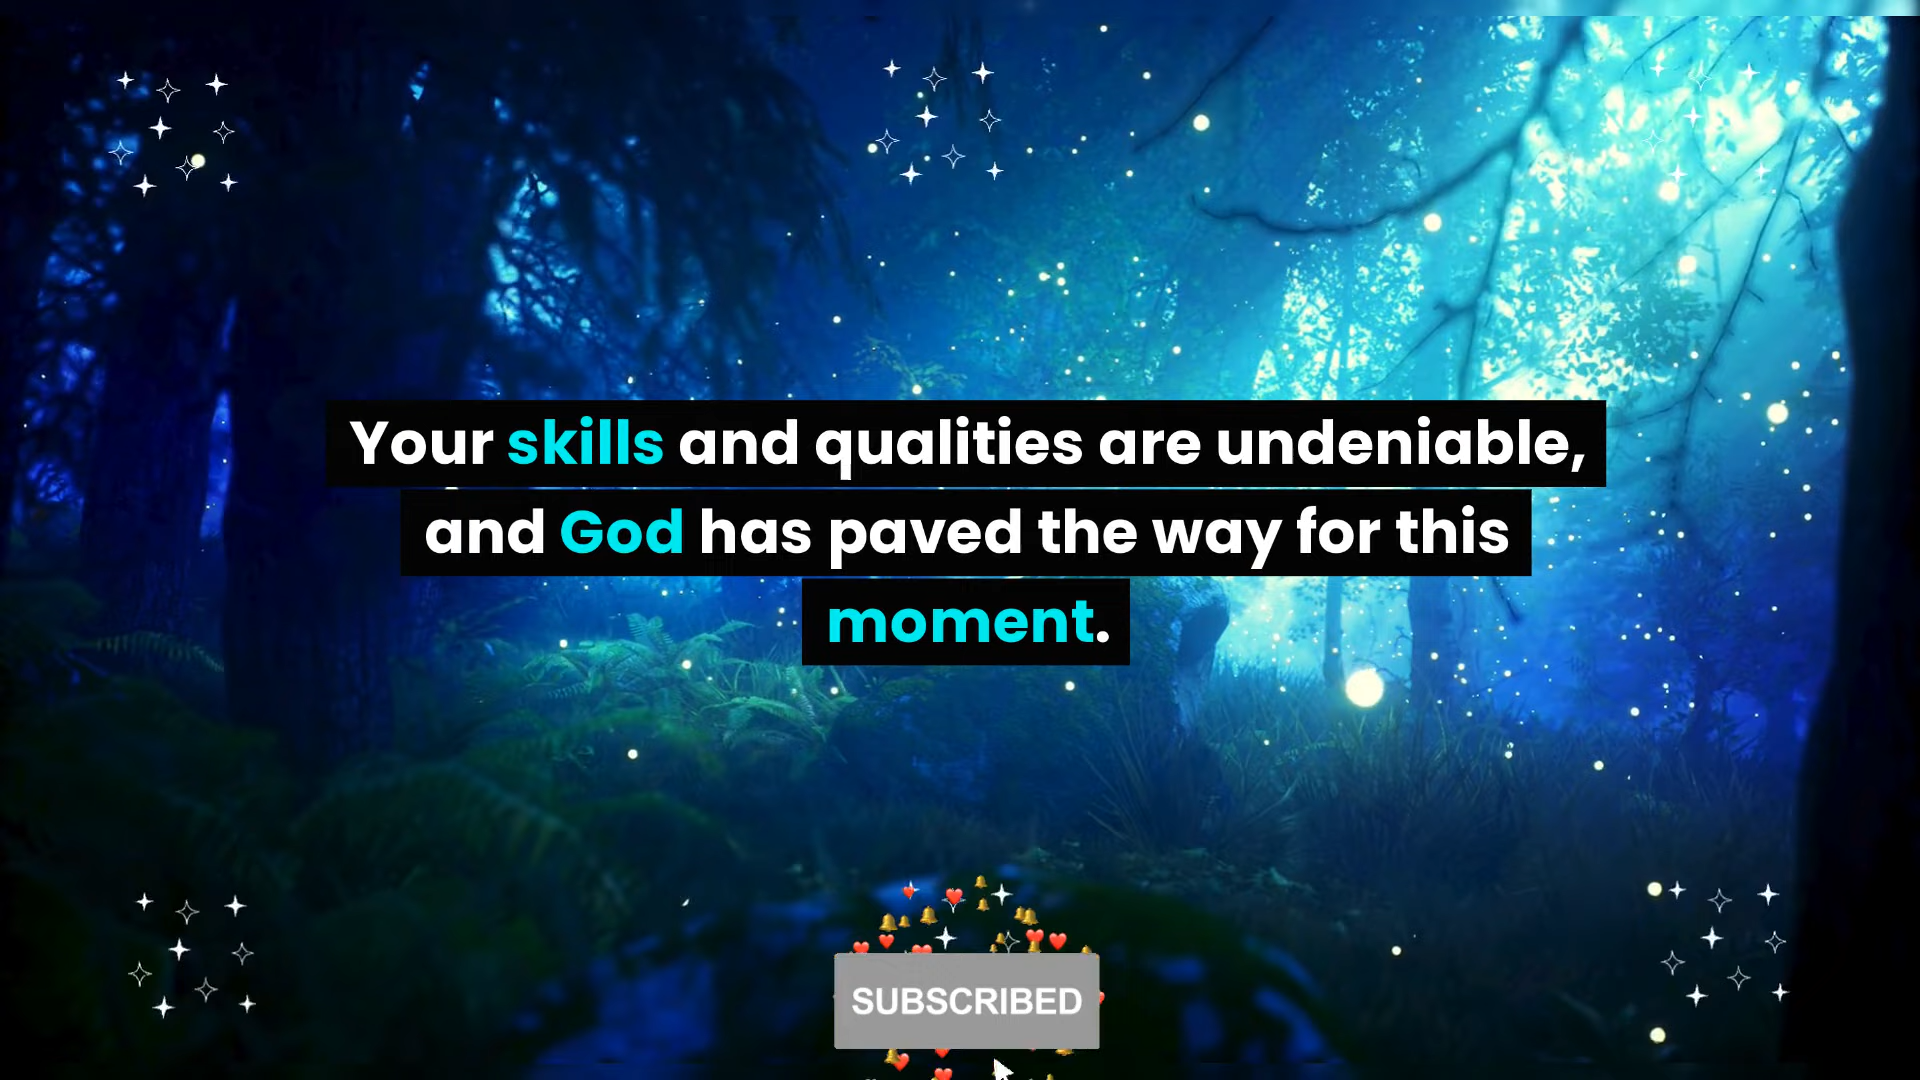 Your skills and qualities are undeniable,
and God has paved the way for this
moment.
SUBSCRIBED